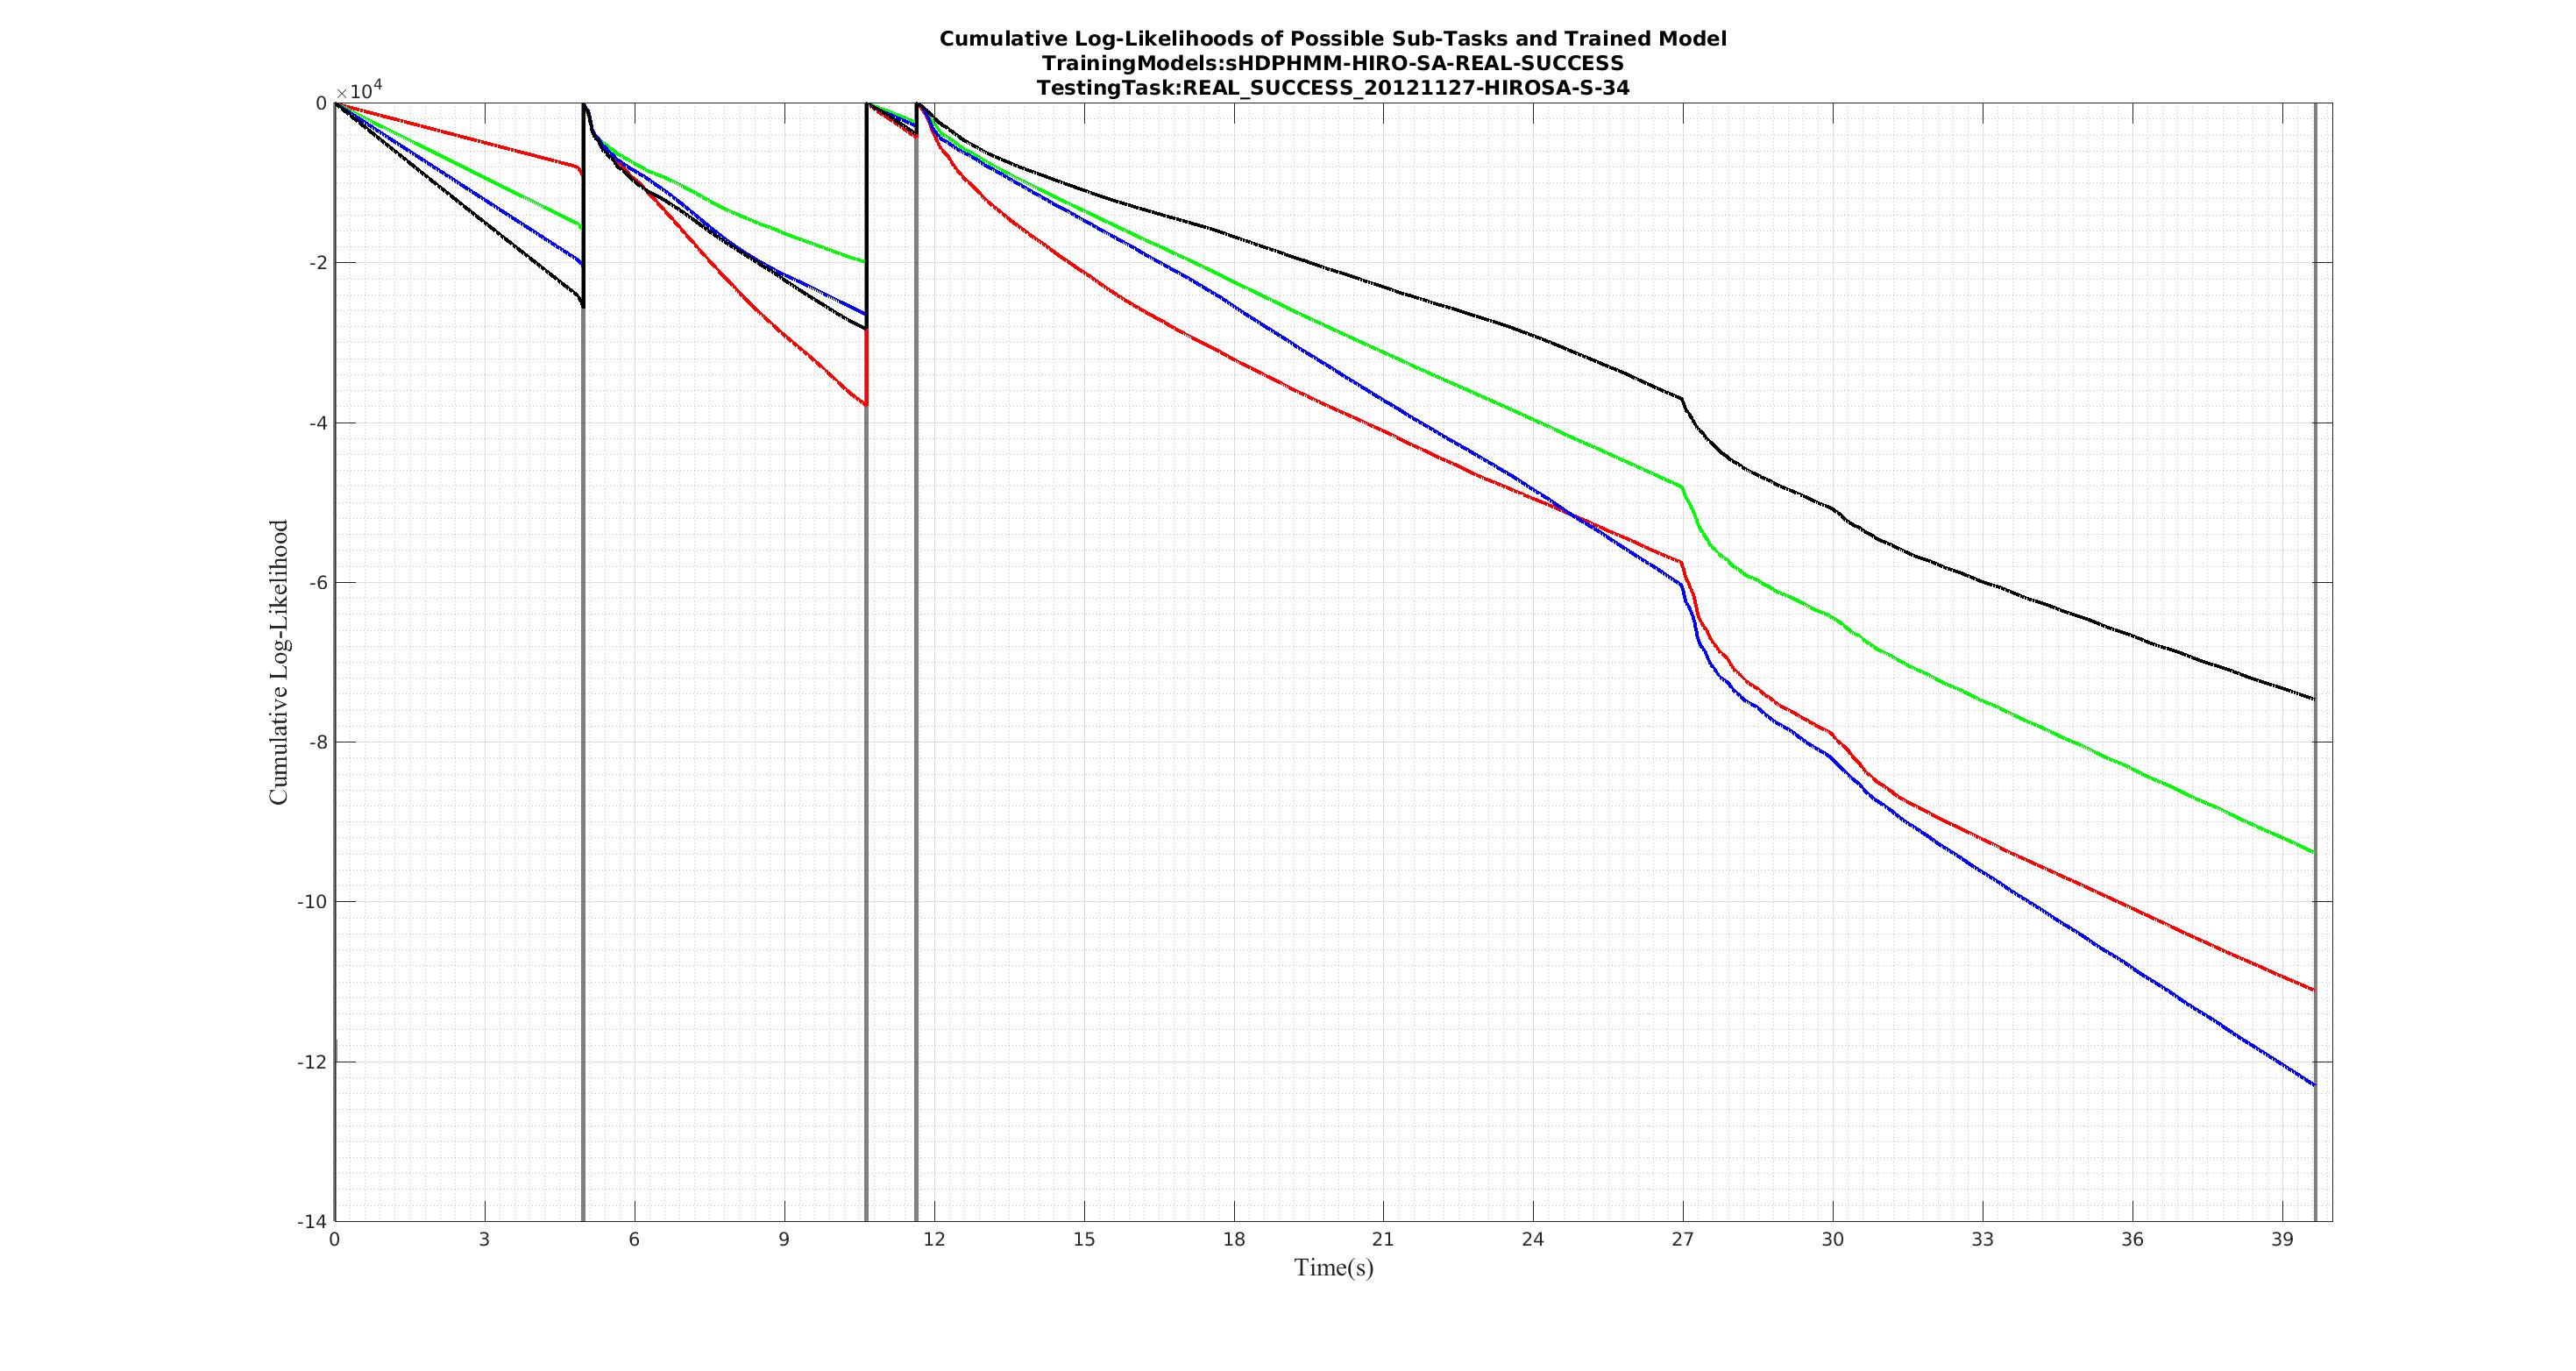 Cumulative Log-Likelihoods of Possible Sub-Tasks and Trained Model
TrainingModels:sHDPHMM-HIRO-SA-REAL-SUCCESS
TestingTask:REAL_SUCCESS_20121127-HIROSA-S-34
×10⁴
0
-2
-4
-6
-8
-10
-12
-14
Cumulative Log-Likelihood
0 3 6 9 12 15 18 21 24 27 30 33 36 39
Time(s)